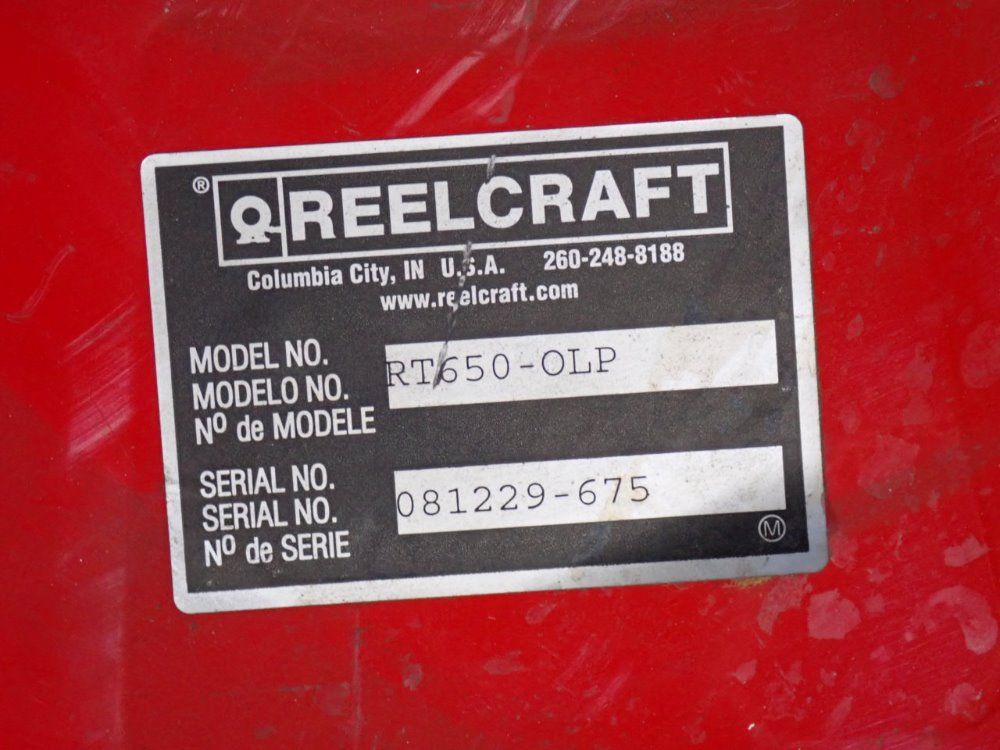 ® REELCRAFT
Columbia City, IN U.S.A. 260-248-8188
www.reelcraft.com
MODEL NO.
MODELO NO.
Nº de MODELE
RT650-OLP
SERIAL NO.
SERIAL NO.
Nº de SERIE
081229-675
M